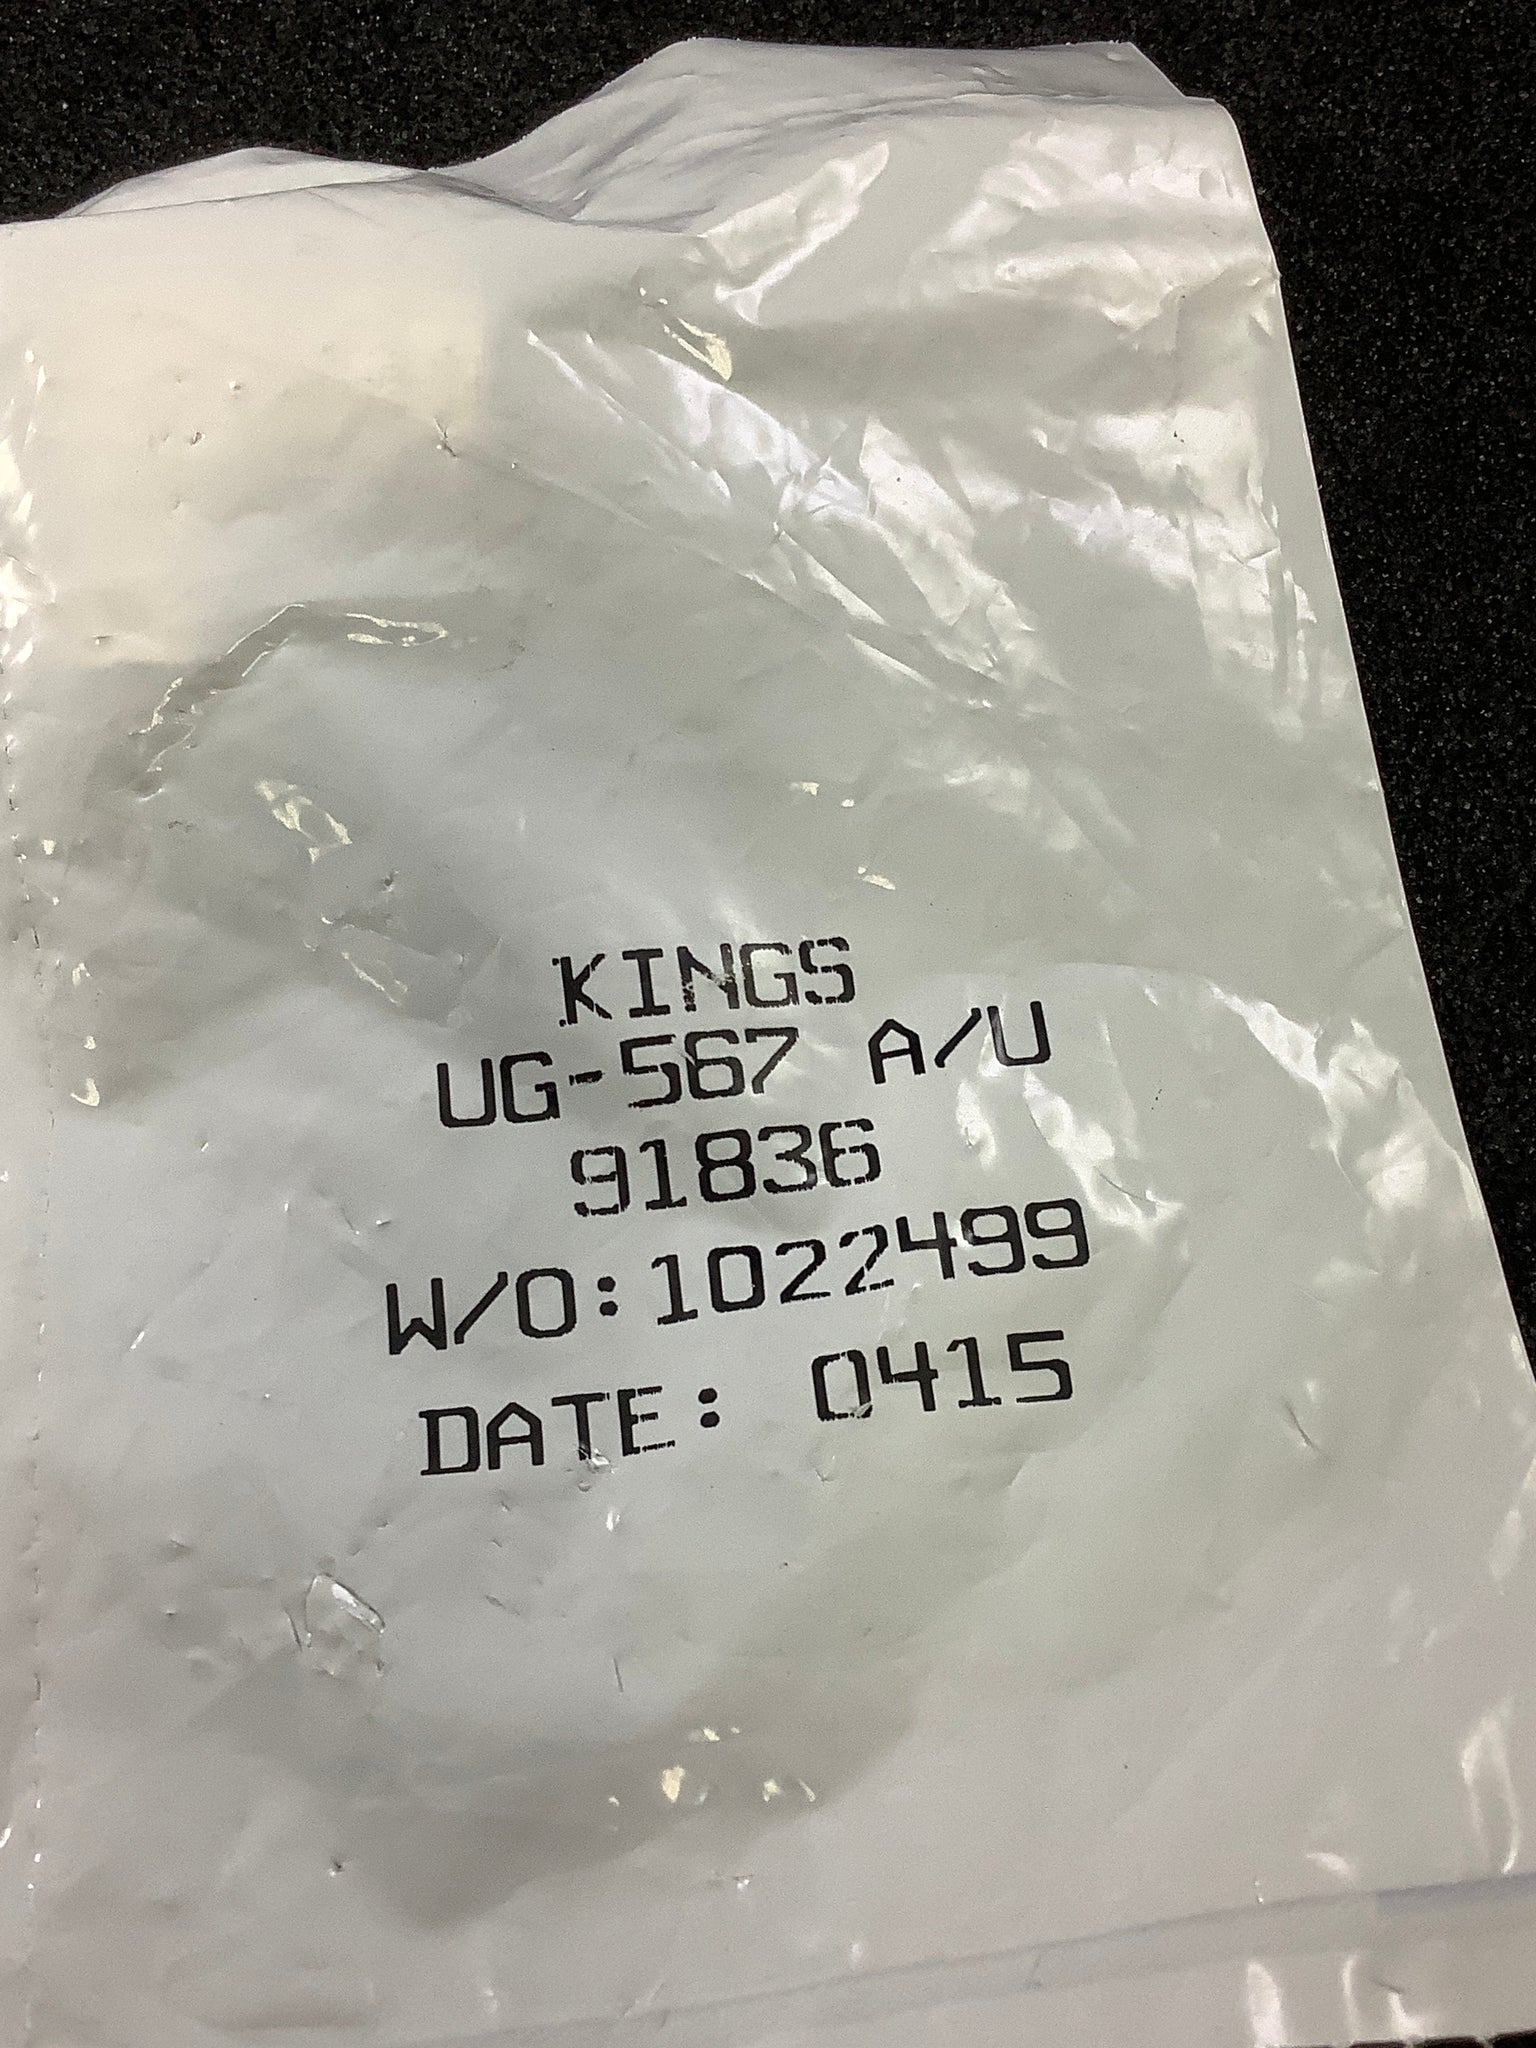 KINGS
UG-567 A/U
91836
W/O:1022499
DATE: 0415